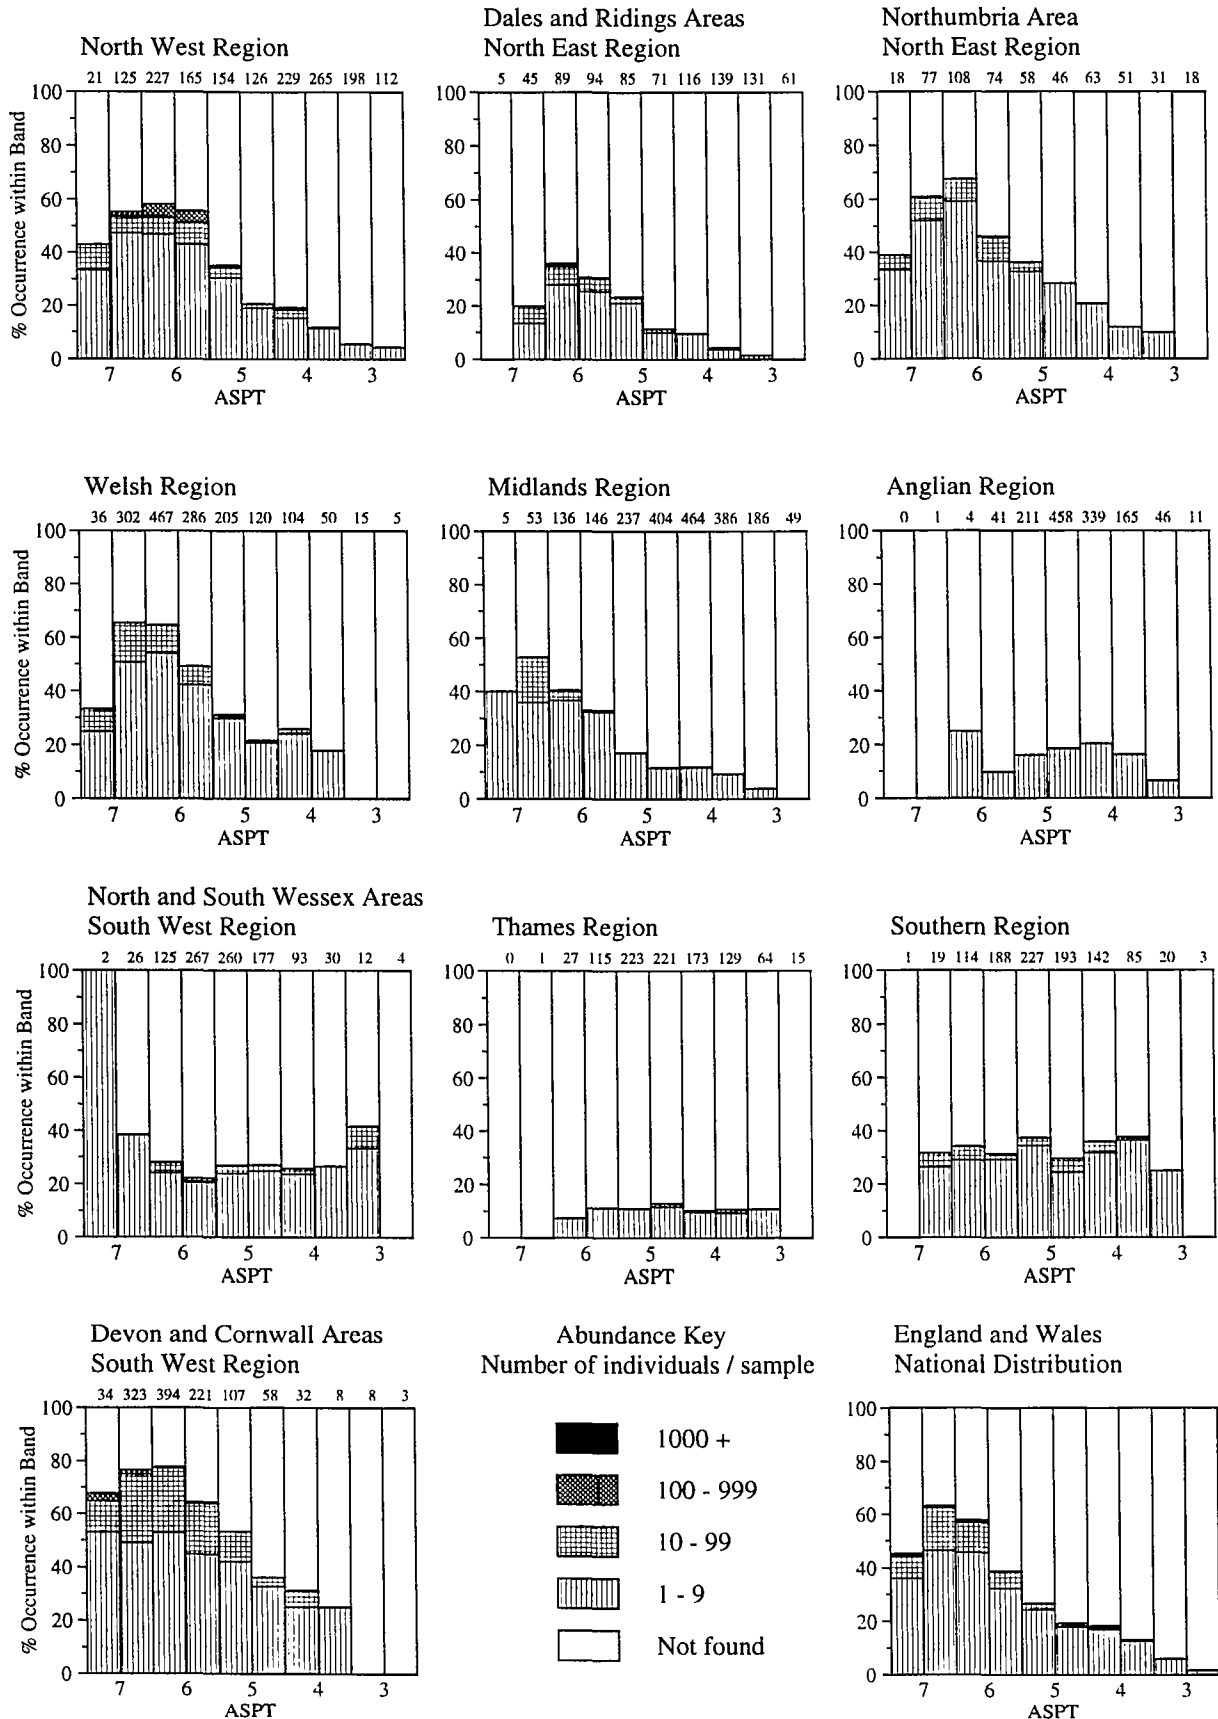 North West Region
21 125 227 165 154 126 229 265 198 112
% Occurrence within Band
100
80
60
40
20
0
7 6 5 4 3
ASPT
Dales and Ridings Areas
North East Region
5 45 89 94 85 71 116 139 131 61
100
80
60
40
20
0
7 6 5 4 3
ASPT
Northumbria Area
North East Region
18 77 108 74 58 46 63 51 31 18
100
80
60
40
20
0
7 6 5 4 3
ASPT
Welsh Region
36 302 467 286 205 120 104 50 15 5
% Occurrence within Band
100
80
60
40
20
0
7 6 5 4 3
ASPT
Midlands Region
5 53 136 146 237 404 464 386 186 49
100
80
60
40
20
0
7 6 5 4 3
ASPT
Anglian Region
0 1 4 41 211 458 339 165 46 11
100
80
60
40
20
0
7 6 5 4 3
ASPT
North and South Wessex Areas
South West Region
2 26 125 267 260 177 93 30 12 4
% Occurrence within Band
100
80
60
40
20
0
7 6 5 4 3
ASPT
Thames Region
0 1 27 115 223 221 173 129 64 15
100
80
60
40
20
0
7 6 5 4 3
ASPT
Southern Region
1 19 114 188 227 193 142 85 20 3
100
80
60
40
20
0
7 6 5 4 3
ASPT
Devon and Cornwall Areas
South West Region
34 323 394 221 107 58 32 8 8 3
% Occurrence within Band
100
80
60
40
20
0
7 6 5 4 3
ASPT
Abundance Key
Number of individuals / sample
1000 +
100 - 999
10 - 99
1 - 9
Not found
England and Wales
National Distribution
100
80
60
40
20
0
7 6 5 4 3
ASPT